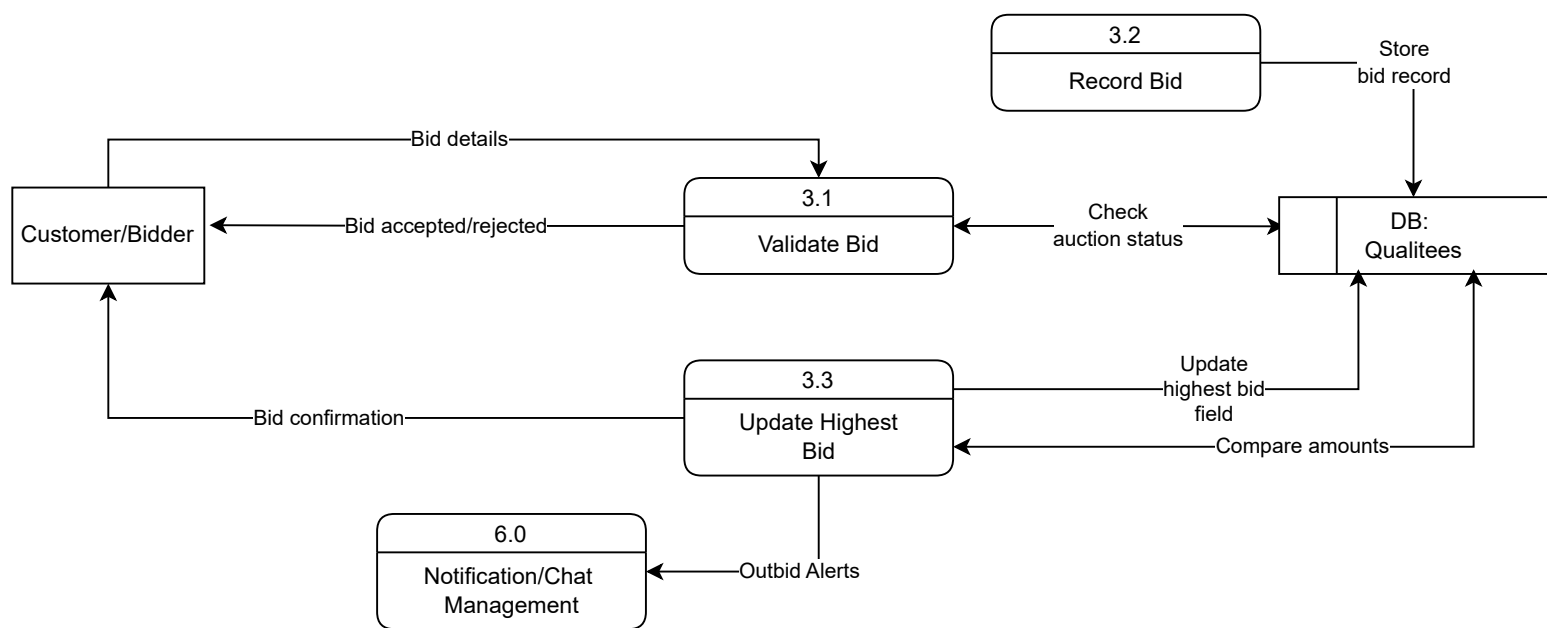 3.2
Record Bid
Store
bid record
Bid details
3.1
Validate Bid
Customer/Bidder
Bid accepted/rejected
Check
auction status
DB:
Qualitees
3.3
Update Highest
Bid
Update
highest bid
field
Bid confirmation
Compare amounts
6.0
Notification/Chat
Management
Outbid Alerts